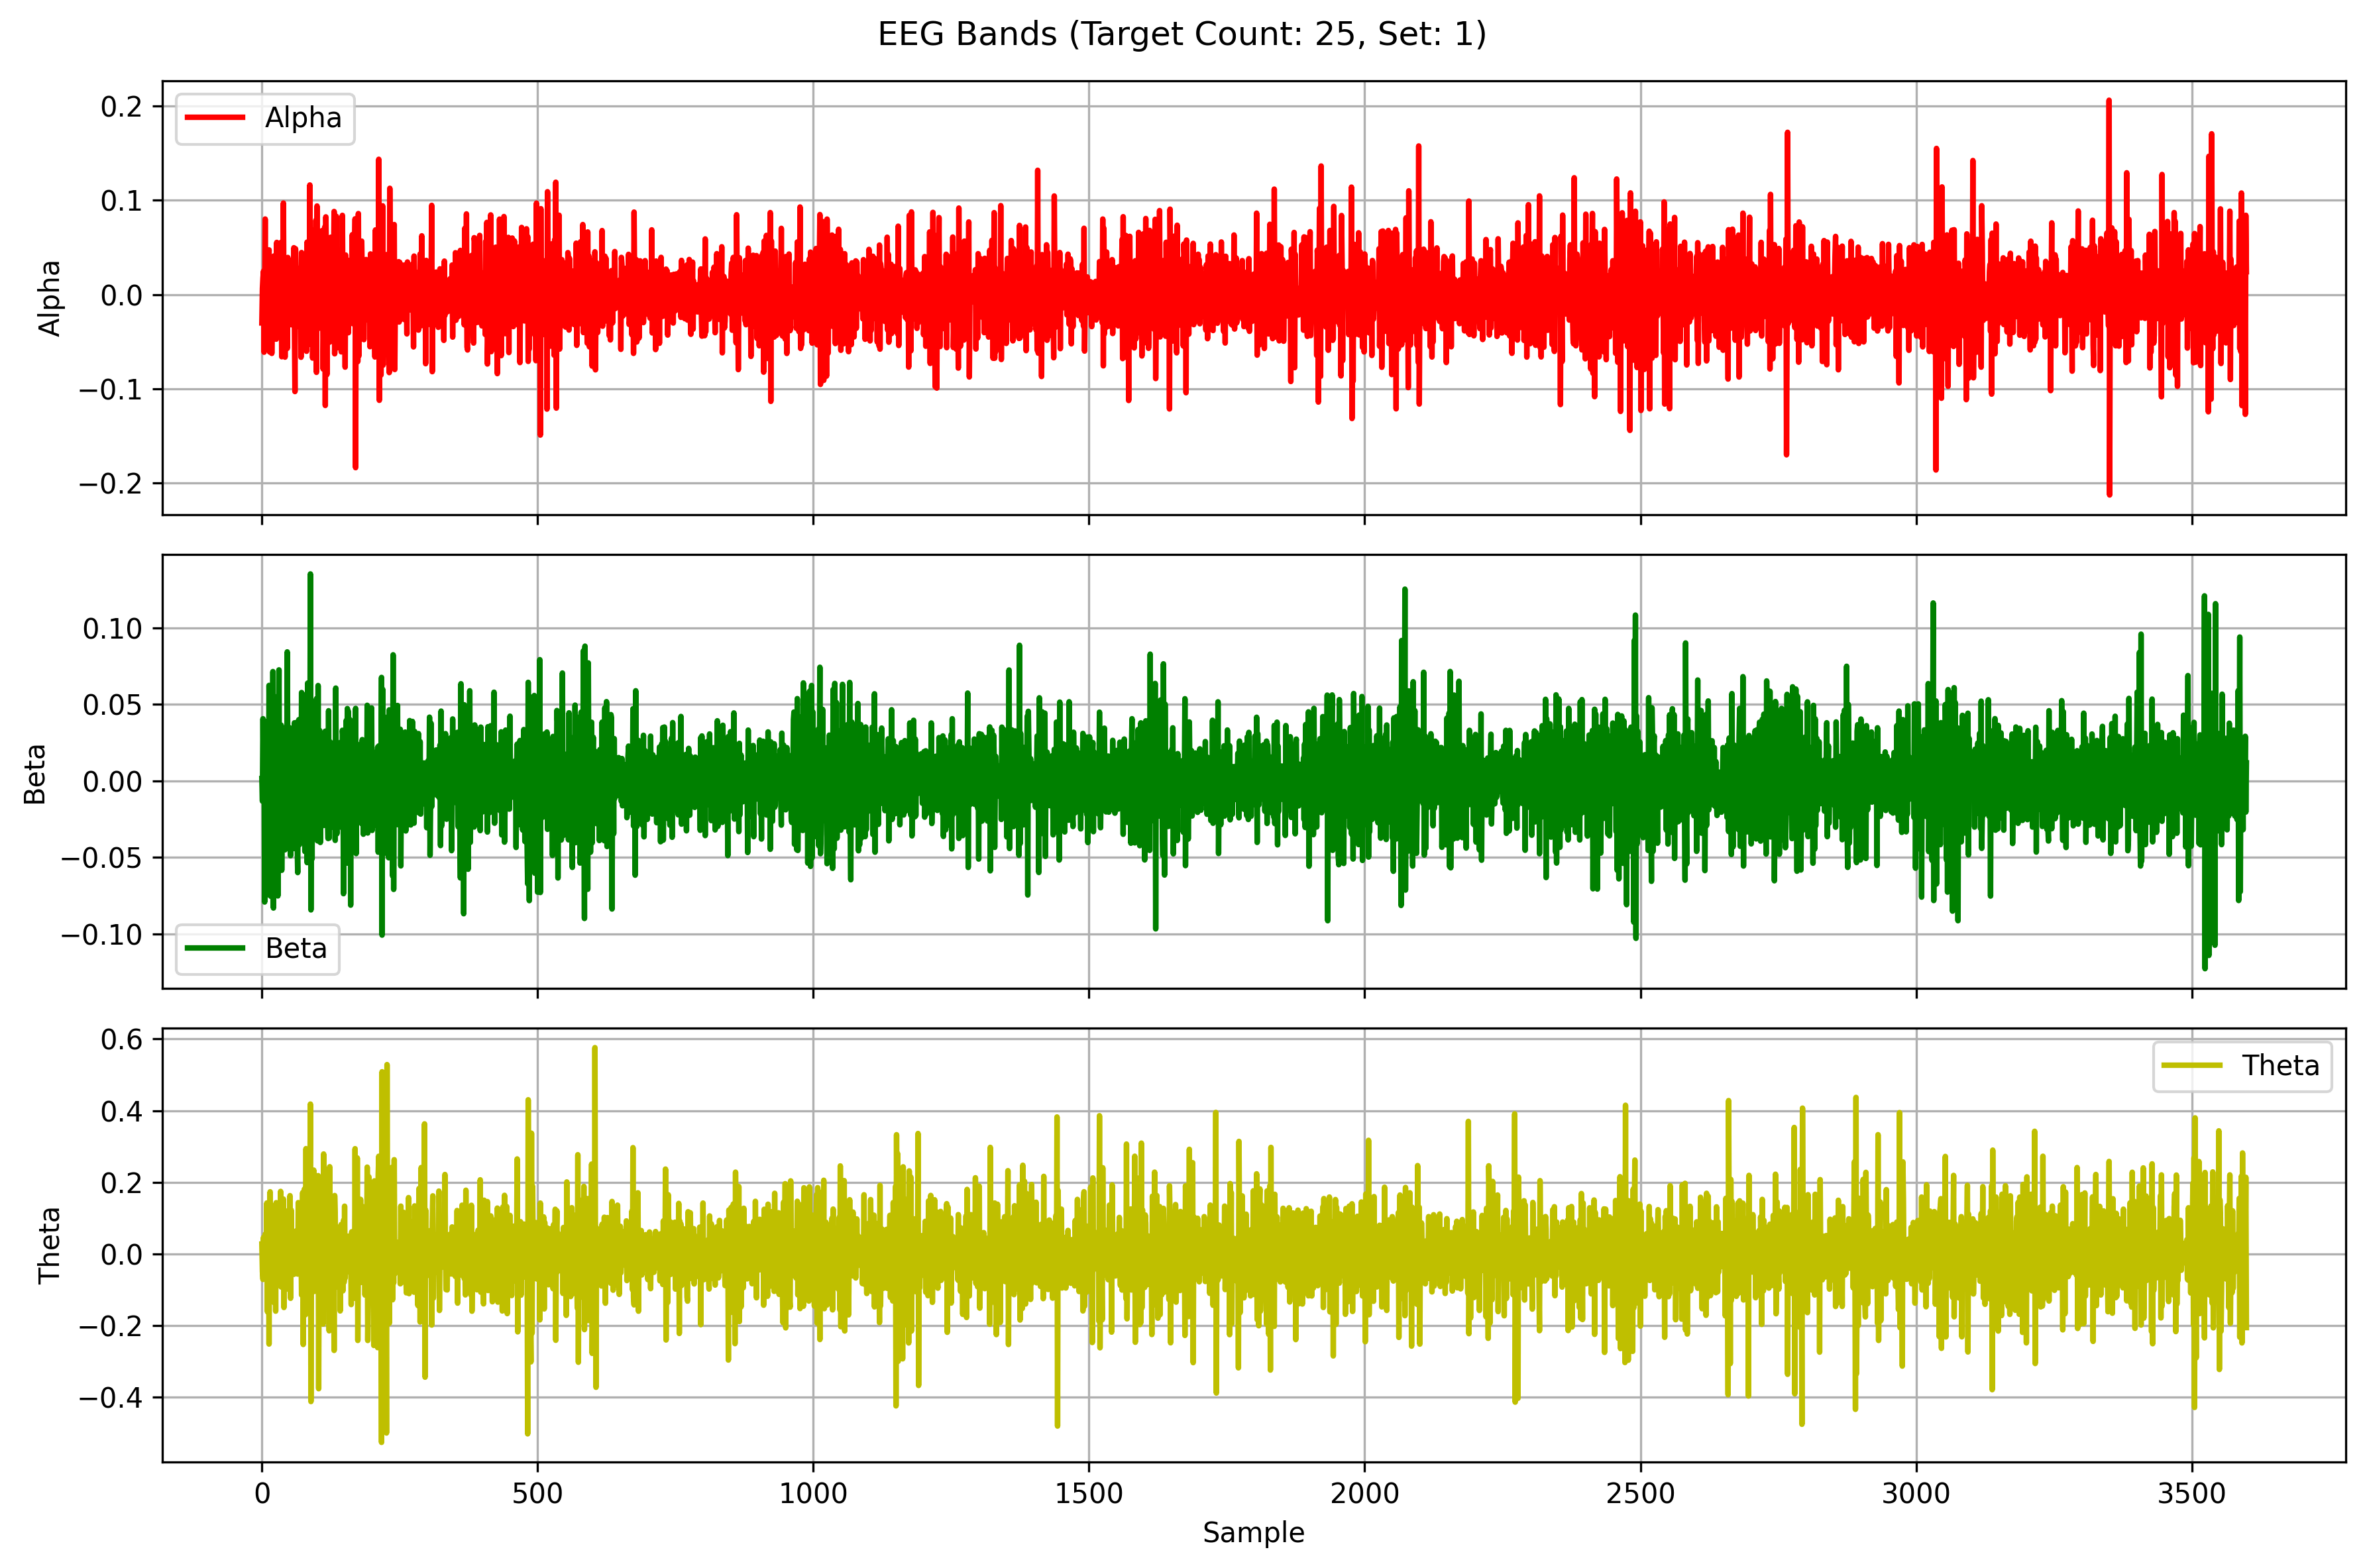 EEG Bands (Target Count: 25, Set: 1)
0.2
0.1
0.0
−0.1
−0.2
Alpha
Alpha
0.10
0.05
0.00
−0.05
−0.10
Beta
Beta
0.6
0.4
0.2
0.0
−0.2
−0.4
Theta
Theta
0 500 1000 1500 2000 2500 3000 3500
Sample